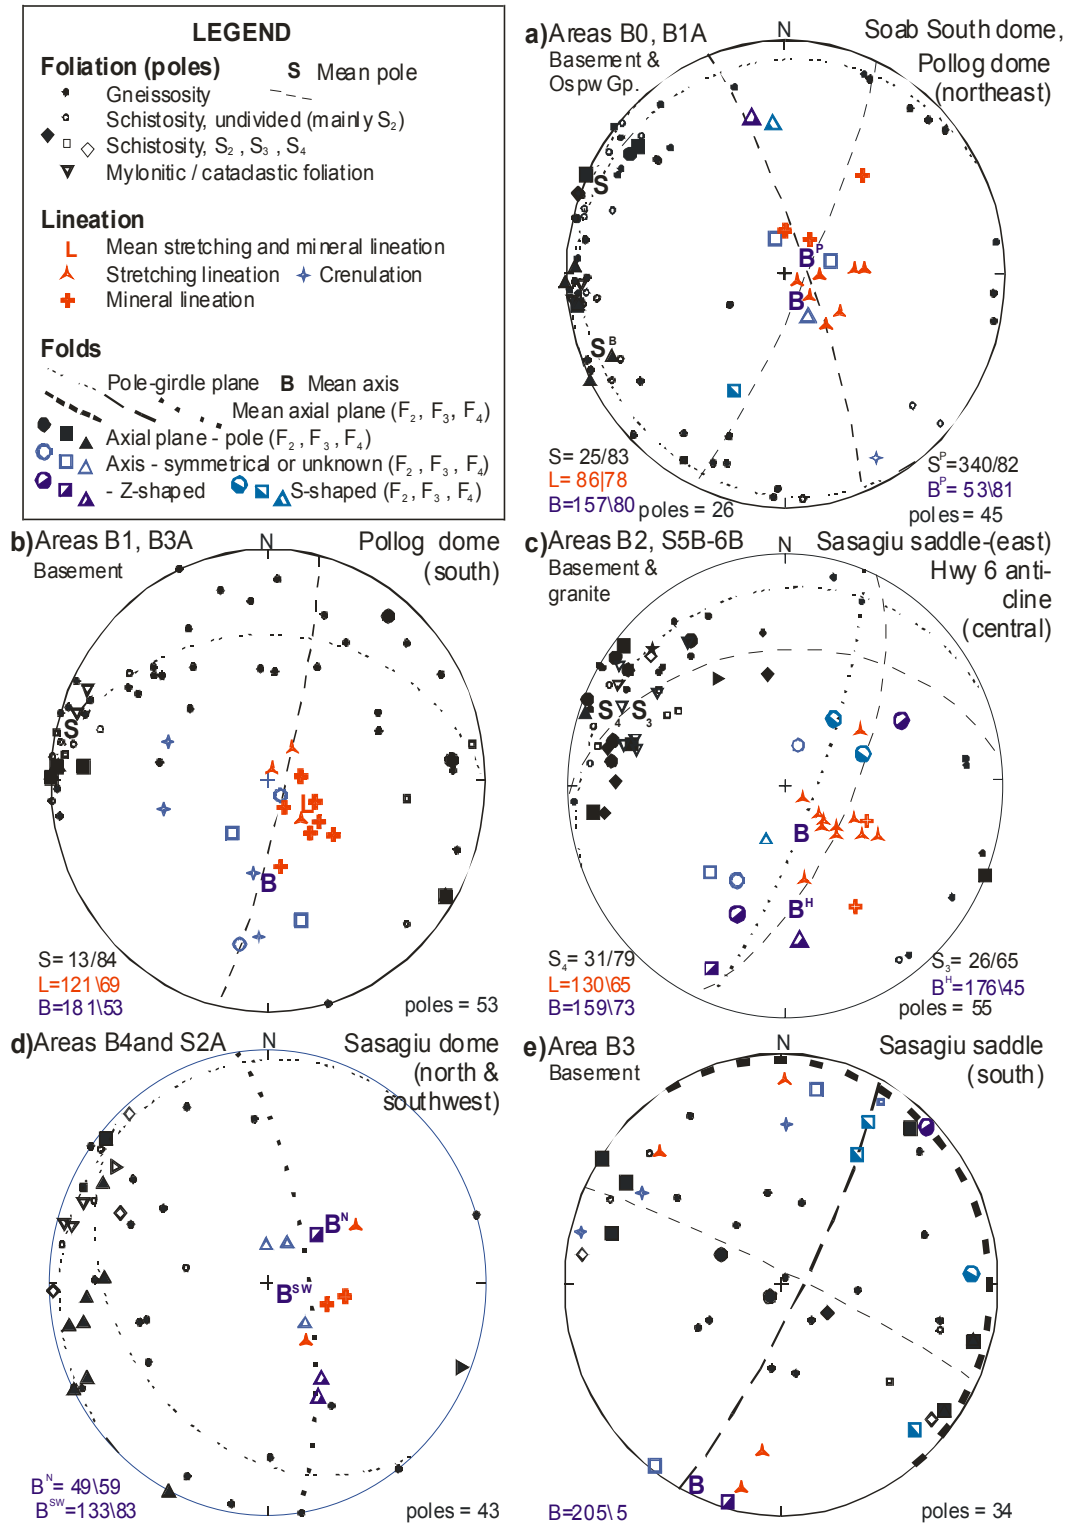 LEGEND
Foliation (poles)
S Mean pole
Gneissosity
Schistosity, undivided (mainly S2)
Schistosity, S2 , S3 , S4
Mylonitic / cataclastic foliation
Lineation
L Mean stretching and mineral lineation
Stretching lineation
Crenulation
Mineral lineation
Folds
Pole-girdle plane
B Mean axis
Mean axial plane (F2, F3, F4)
Axial plane - pole (F2, F3, F4)
Axis - symmetrical or unknown (F2, F3, F4)
- Z-shaped
S-shaped (F2, F3, F4)
a) Areas B0, B1A
Basement &
Ospw Gp.
N
Soab South dome,
Pollog dome
(northeast)
S
B^P
B
S^B
S= 25/83
L= 86|78
B=157\80
poles = 26
S^P=340/82
B^P= 53\81
poles = 45
b) Areas B1, B3A
Basement
N
Pollog dome
(south)
S
L
B
S= 13/84
L=121\69
B=181\53
poles = 53
c) Areas B2, S5B-6B
Basement &
granite
N
Sasagiu saddle-(east)
Hwy 6 anti-
cline
(central)
S4 S3
B
B^H
S4= 31/79
L=130\65
B=159\73
S3= 26/65
B^H=176\45
poles = 55
d) Areas B4and S2A
N
Sasagiu dome
(north &
southwest)
B^N
B^SW
B^N= 49\59
B^SW=133\83
poles = 43
e) Area B3
Basement
N
Sasagiu saddle
(south)
B
B=205\5
poles = 34